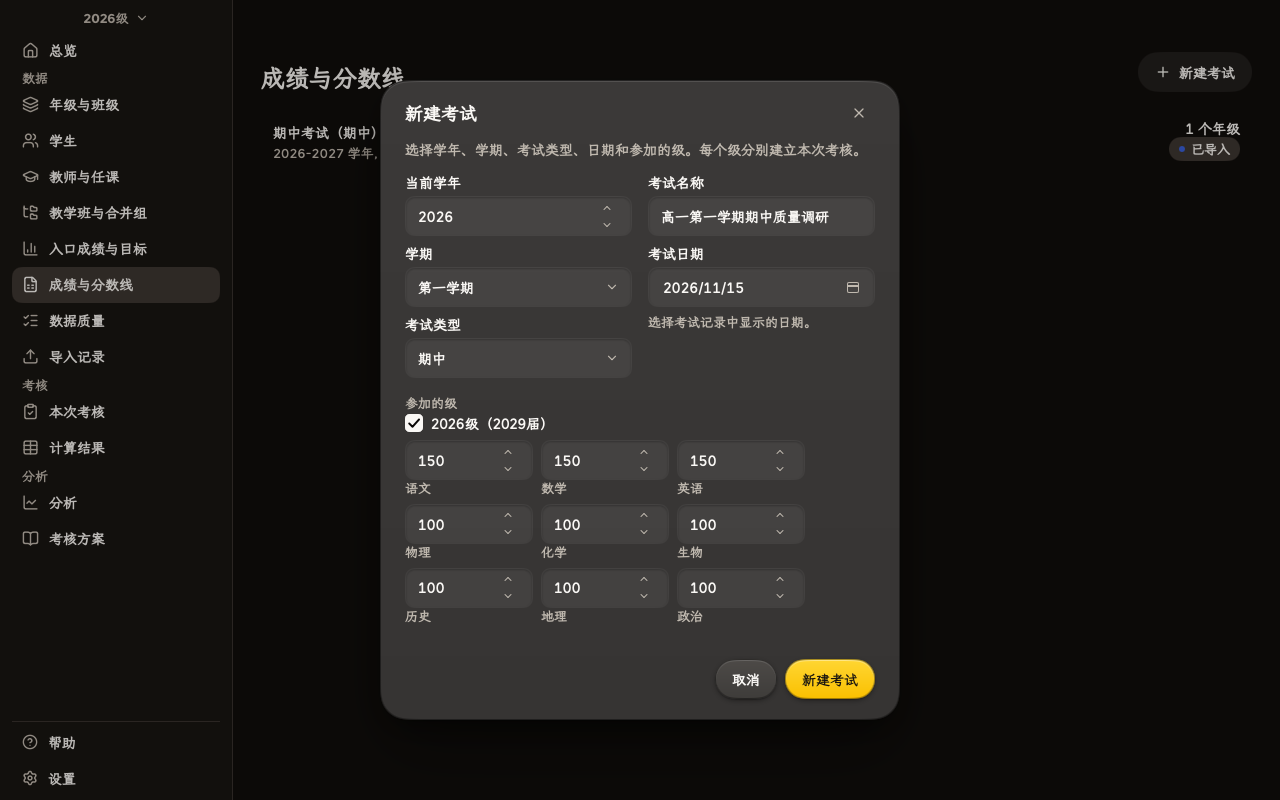 2026级
总览
数据
年级与班级
学生
教师与任课
教学班与合并组
入口成绩与目标
成绩与分数线
数据质量
导入记录
考核
本次考核
计算结果
分析
分析
考核方案
帮助
设置
成绩与分数线
新建考试
期中考试（期中）
2026-2027 学年,
1 个年级
已导入
新建考试
选择学年、学期、考试类型、日期和参加的级。每个级分别建立本次考核。
当前学年
考试名称
2026
高一第一学期期中质量调研
学期
考试日期
第一学期
2026/11/15
考试类型
选择考试记录中显示的日期。
期中
参加的级
2026级（2029届）
150 150 150
语文 数学 英语
100 100 100
物理 化学 生物
100 100 100
历史 地理 政治
取消
新建考试